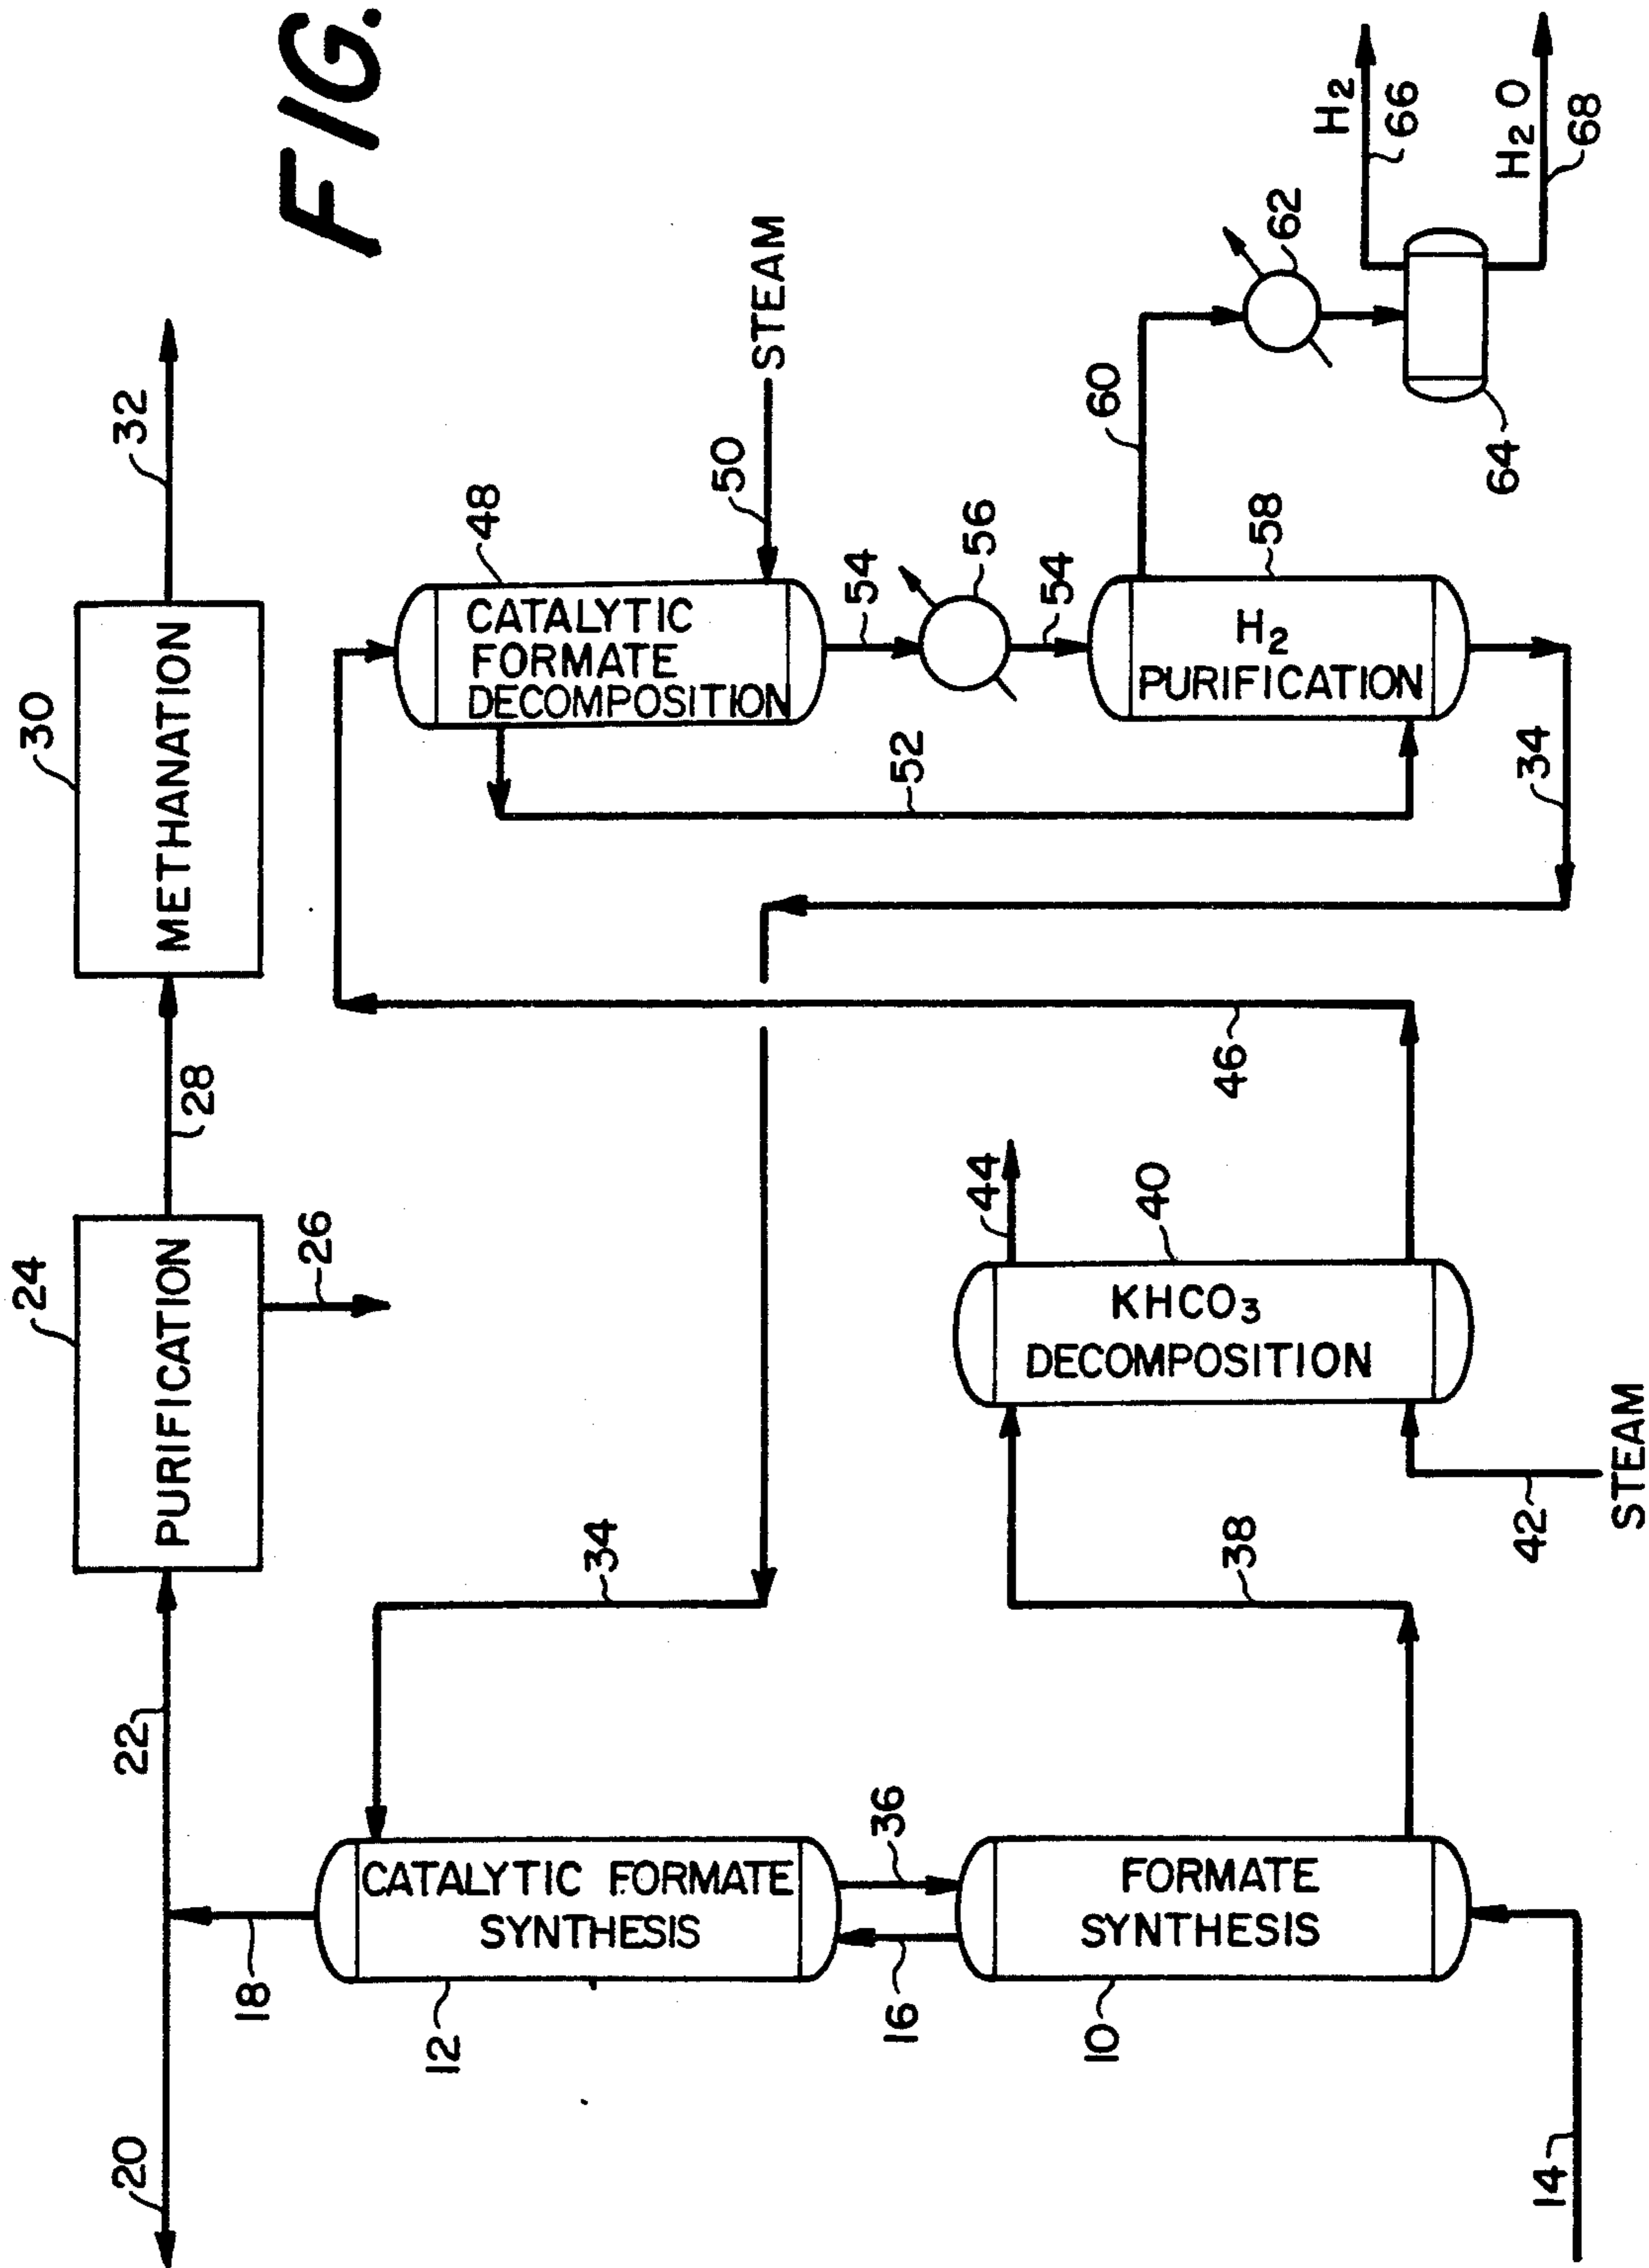 FIG.
20
22
24
PURIFICATION
26
28
30
METHANATION
32
18
12
CATALYTIC FORMATE
SYNTHESIS
34
16
36
10
FORMATE
SYNTHESIS
14
38
KHCO3
DECOMPOSITION
40
44
42
STEAM
46
48
CATALYTIC
FORMATE
DECOMPOSITION
50
STEAM
52
54
56
54
H2
PURIFICATION
58
34
60
62
64
H2
66
H2O
68